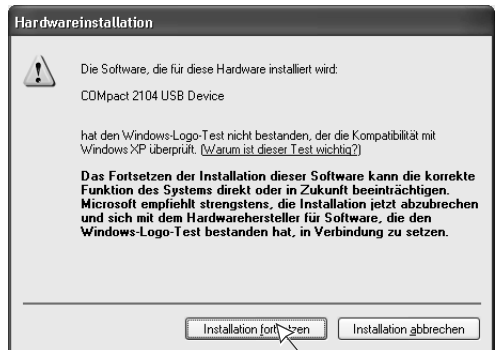 Hardwareinstallation
Die Software, die für diese Hardware installiert wird:
COMpact 2104 USB Device
hat den Windows-Logo-Test nicht bestanden, der die Kompatibilität mit
Windows XP überprüft. (Warum ist dieser Test wichtig?)
Das Fortsetzen der Installation dieser Software kann die korrekte
Funktion des Systems direkt oder in Zukunft beeinträchtigen.
Microsoft empfiehlt strengstens, die Installation jetzt abzubrechen
und sich mit dem Hardwarehersteller für Software, die den
Windows-Logo-Test bestanden hat, in Verbindung zu setzen.
Installation fortsetzen
Installation abbrechen